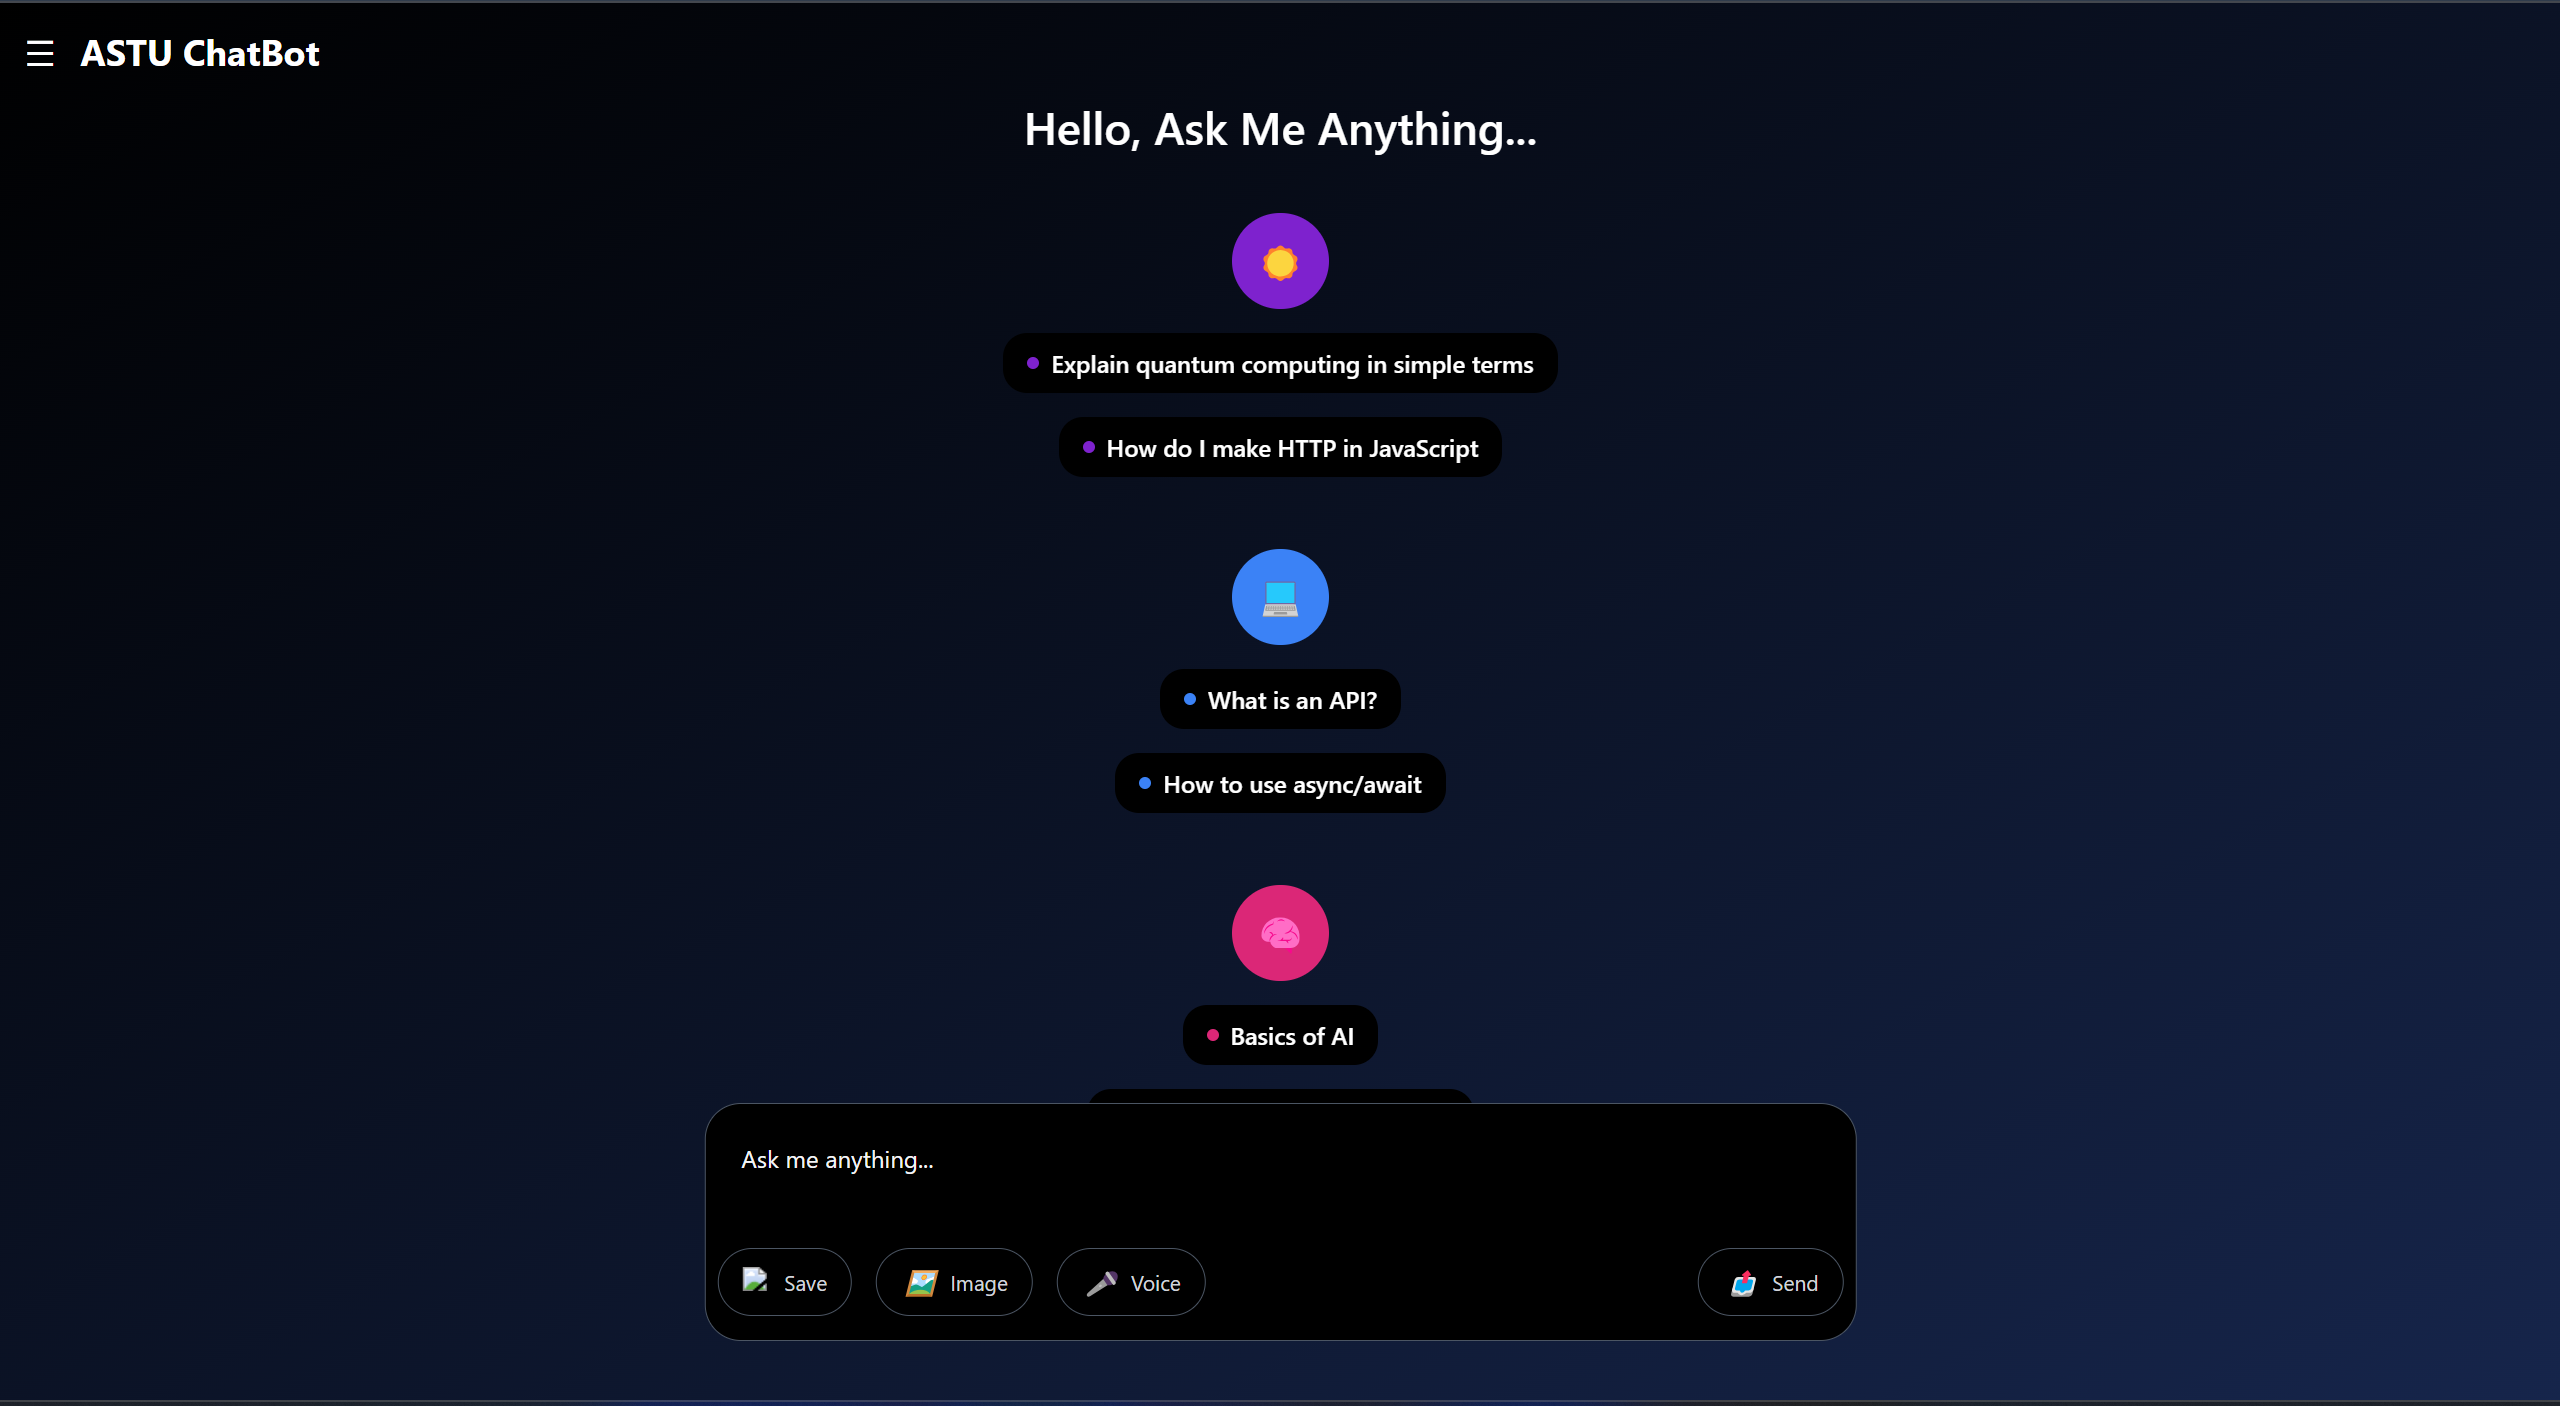 ASTU ChatBot
Hello, Ask Me Anything...
Explain quantum computing in simple terms
How do I make HTTP in JavaScript
What is an API?
How to use async/await
Basics of AI
Ask me anything...
Save
Image
Voice
Send